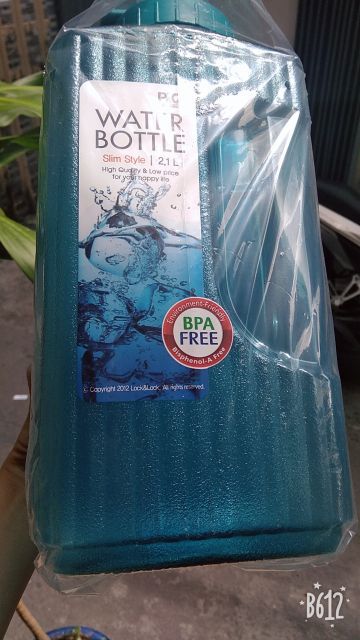 WATER
BOTTLE
Slim Style | 2,1 L
High Quality & Low price
for your happy life
Environment-Friendly
BPA
FREE
Bisphenol-A Free
© Copyright 2012 Lock&Lock. All rights reserved.
B612